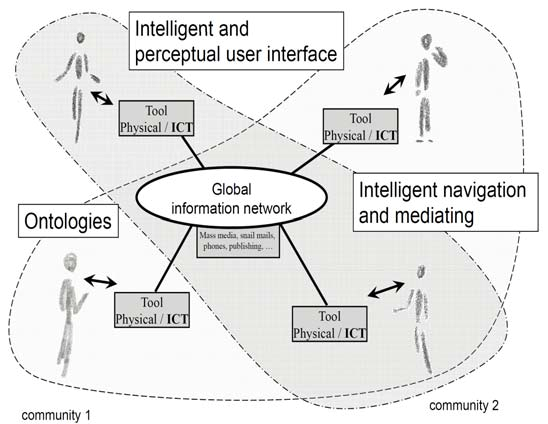 Intelligent and
perceptual user interface
Tool
Physical / ICT
Tool
Physical / ICT
Global
information network
Mass media, snail mails,
phones, publishing, ...
Intelligent navigation
and mediating
Ontologies
Tool
Physical / ICT
Tool
Physical / ICT
community 1
community 2